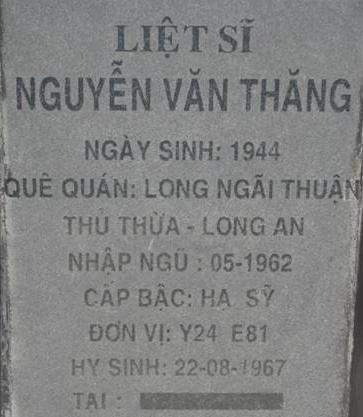 LIỆT SĨ
NGUYỄN VĂN THĂNG
NGÀY SINH: 1944
QUÊ QUÁN: LONG NGÃI THUẬN
THỦ THỪA - LONG AN
NHẬP NGŨ : 05-1962
CẤP BẬC: HẠ SỸ
ĐƠN VỊ: Y24 E81
HY SINH: 22-08-1967
TẠI :